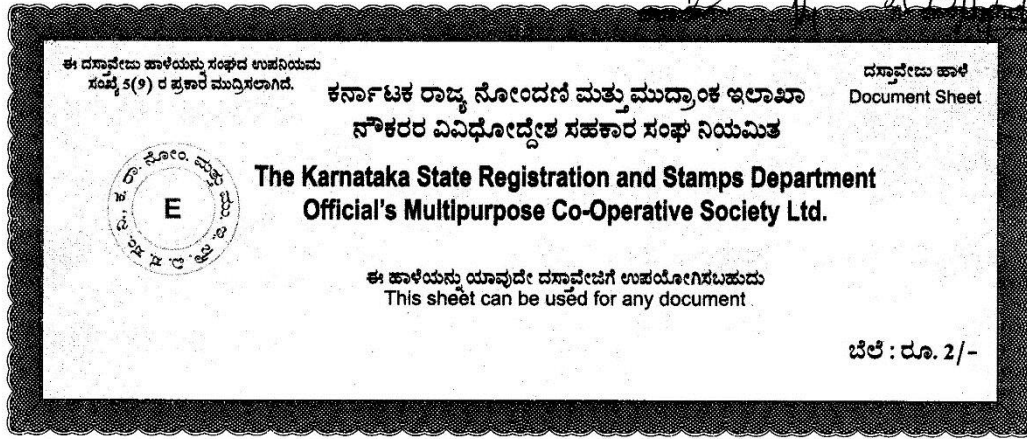 ಈ ದಸ್ತಾವೇಜು ಹಾಳೆಯನ್ನು ಸಂಘದ ಉಪನಿಯಮ
ಸಂಖ್ಯೆ 5(9) ರ ಪ್ರಕಾರ ಮುದ್ರಿಸಲಾಗಿದೆ.
ದಸ್ತಾವೇಜು ಹಾಳೆ
Document Sheet
ಕರ್ನಾಟಕ ರಾಜ್ಯ ನೋಂದಣಿ ಮತ್ತು ಮುದ್ರಾಂಕ ಇಲಾಖಾ
ನೌಕರರ ವಿವಿಧೋದ್ದೇಶ ಸಹಕಾರ ಸಂಘ ನಿಯಮಿತ
The Karnataka State Registration and Stamps Department
Official's Multipurpose Co-Operative Society Ltd.
E
ಈ ಹಾಳೆಯನ್ನು ಯಾವುದೇ ದಸ್ತಾವೇಜಿಗೆ ಉಪಯೋಗಿಸಬಹುದು
This sheet can be used for any document
ಬೆಲೆ : ರೂ. 2/-